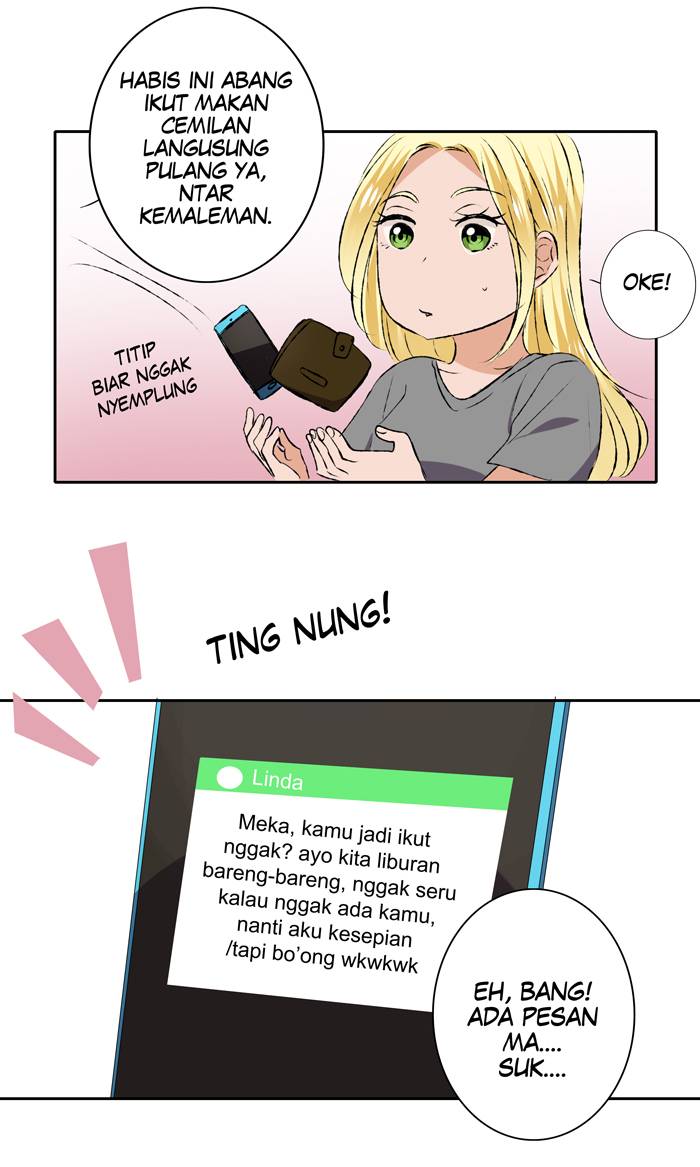 HABIS INI ABANG
IKUT MAKAN
CEMILAN
LANGUSUNG
PULANG YA,
NTAR
KEMALEMAN.
OKE!
TITIP
BIAR NGGAK
NYEMPLUNG
TING NUNG!
Linda
Meka, kamu jadi ikut
nggak? ayo kita liburan
bareng-bareng, nggak seru
kalau nggak ada kamu,
nanti aku kesepian
/tapi bo'ong wkwkwk
EH, BANG!
ADA PESAN
MA....
SUK....